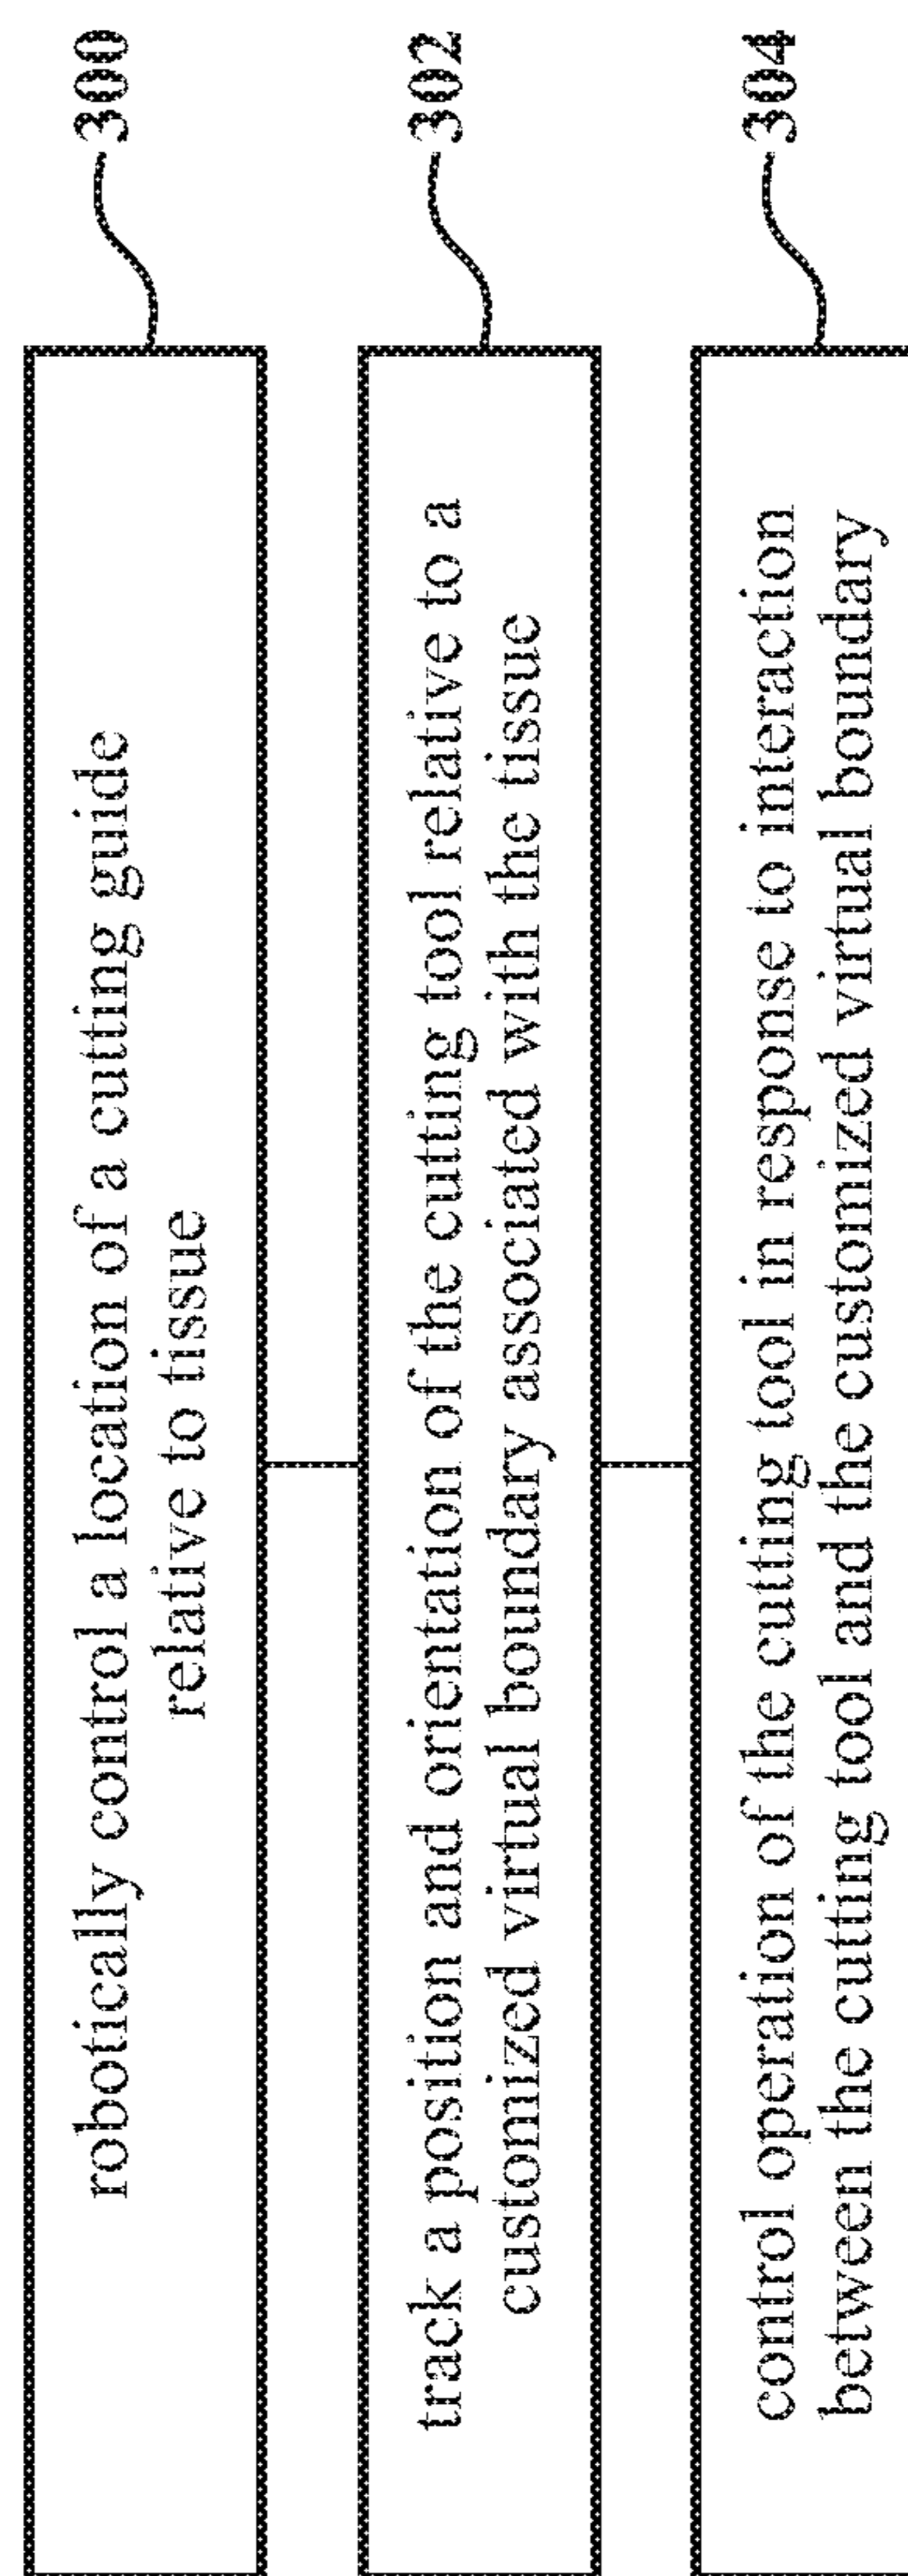 300
robotically control a location of a cutting guide
relative to tissue
302
track a position and orientation of the cutting tool relative to a
customized virtual boundary associated with the tissue
304
control operation of the cutting tool in response to interaction
between the cutting tool and the customized virtual boundary